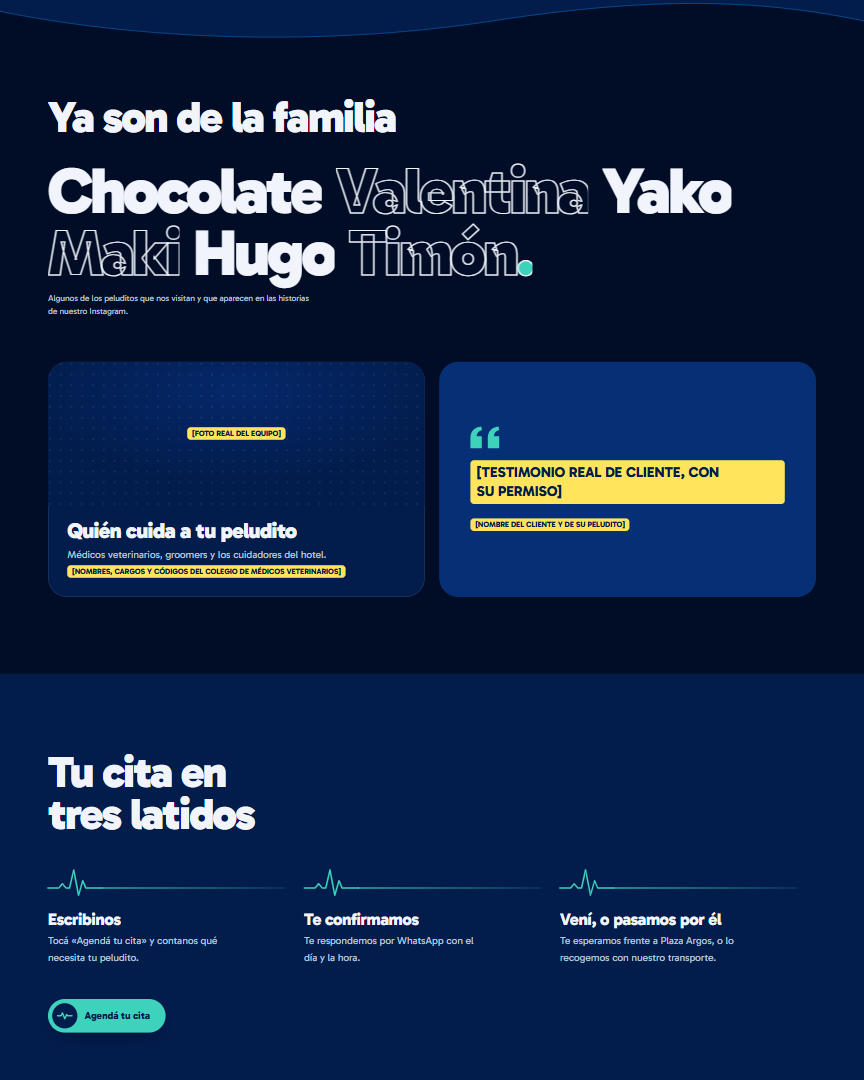 Ya son de la familia
Chocolate Valentina Yako
Maki Hugo Timón.
Algunos de los peluditos que nos visitan y que aparecen en las historias
de nuestro Instagram.
[FOTO REAL DEL EQUIPO]
Quién cuida a tu peludito
Médicos veterinarios, groomers y los cuidadores del hotel.
[NOMBRES, CARGOS Y CÓDIGOS DEL COLEGIO DE MÉDICOS VETERINARIOS]
“
[TESTIMONIO REAL DE CLIENTE, CON
SU PERMISO]
[NOMBRE DEL CLIENTE Y DE SU PELUDITO]
Tu cita en
tres latidos
Escribinos
Tocá «Agendá tu cita» y contanos qué
necesita tu peludito.
Te confirmamos
Te respondemos por WhatsApp con el
día y la hora.
Vení, o pasamos por él
Te esperamos frente a Plaza Argos, o lo
recogemos con nuestro transporte.
Agendá tu cita